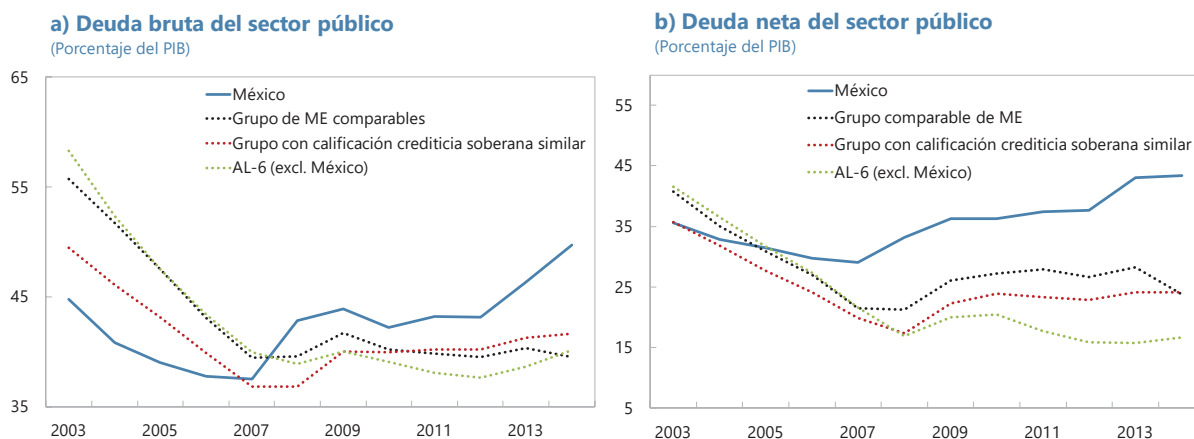 a) Deuda bruta del sector público
(Porcentaje del PIB)
65
55
45
35
México
Grupo de ME comparables
Grupo con calificación crediticia soberana similar
AL-6 (excl. México)
2003 2005 2007 2009 2011 2013
b) Deuda neta del sector público
(Porcentaje del PIB)
55
45
35
25
15
5
México
Grupo comparable de ME
Grupo con calificación crediticia soberana similar
AL-6 (excl. México)
2003 2005 2007 2009 2011 2013